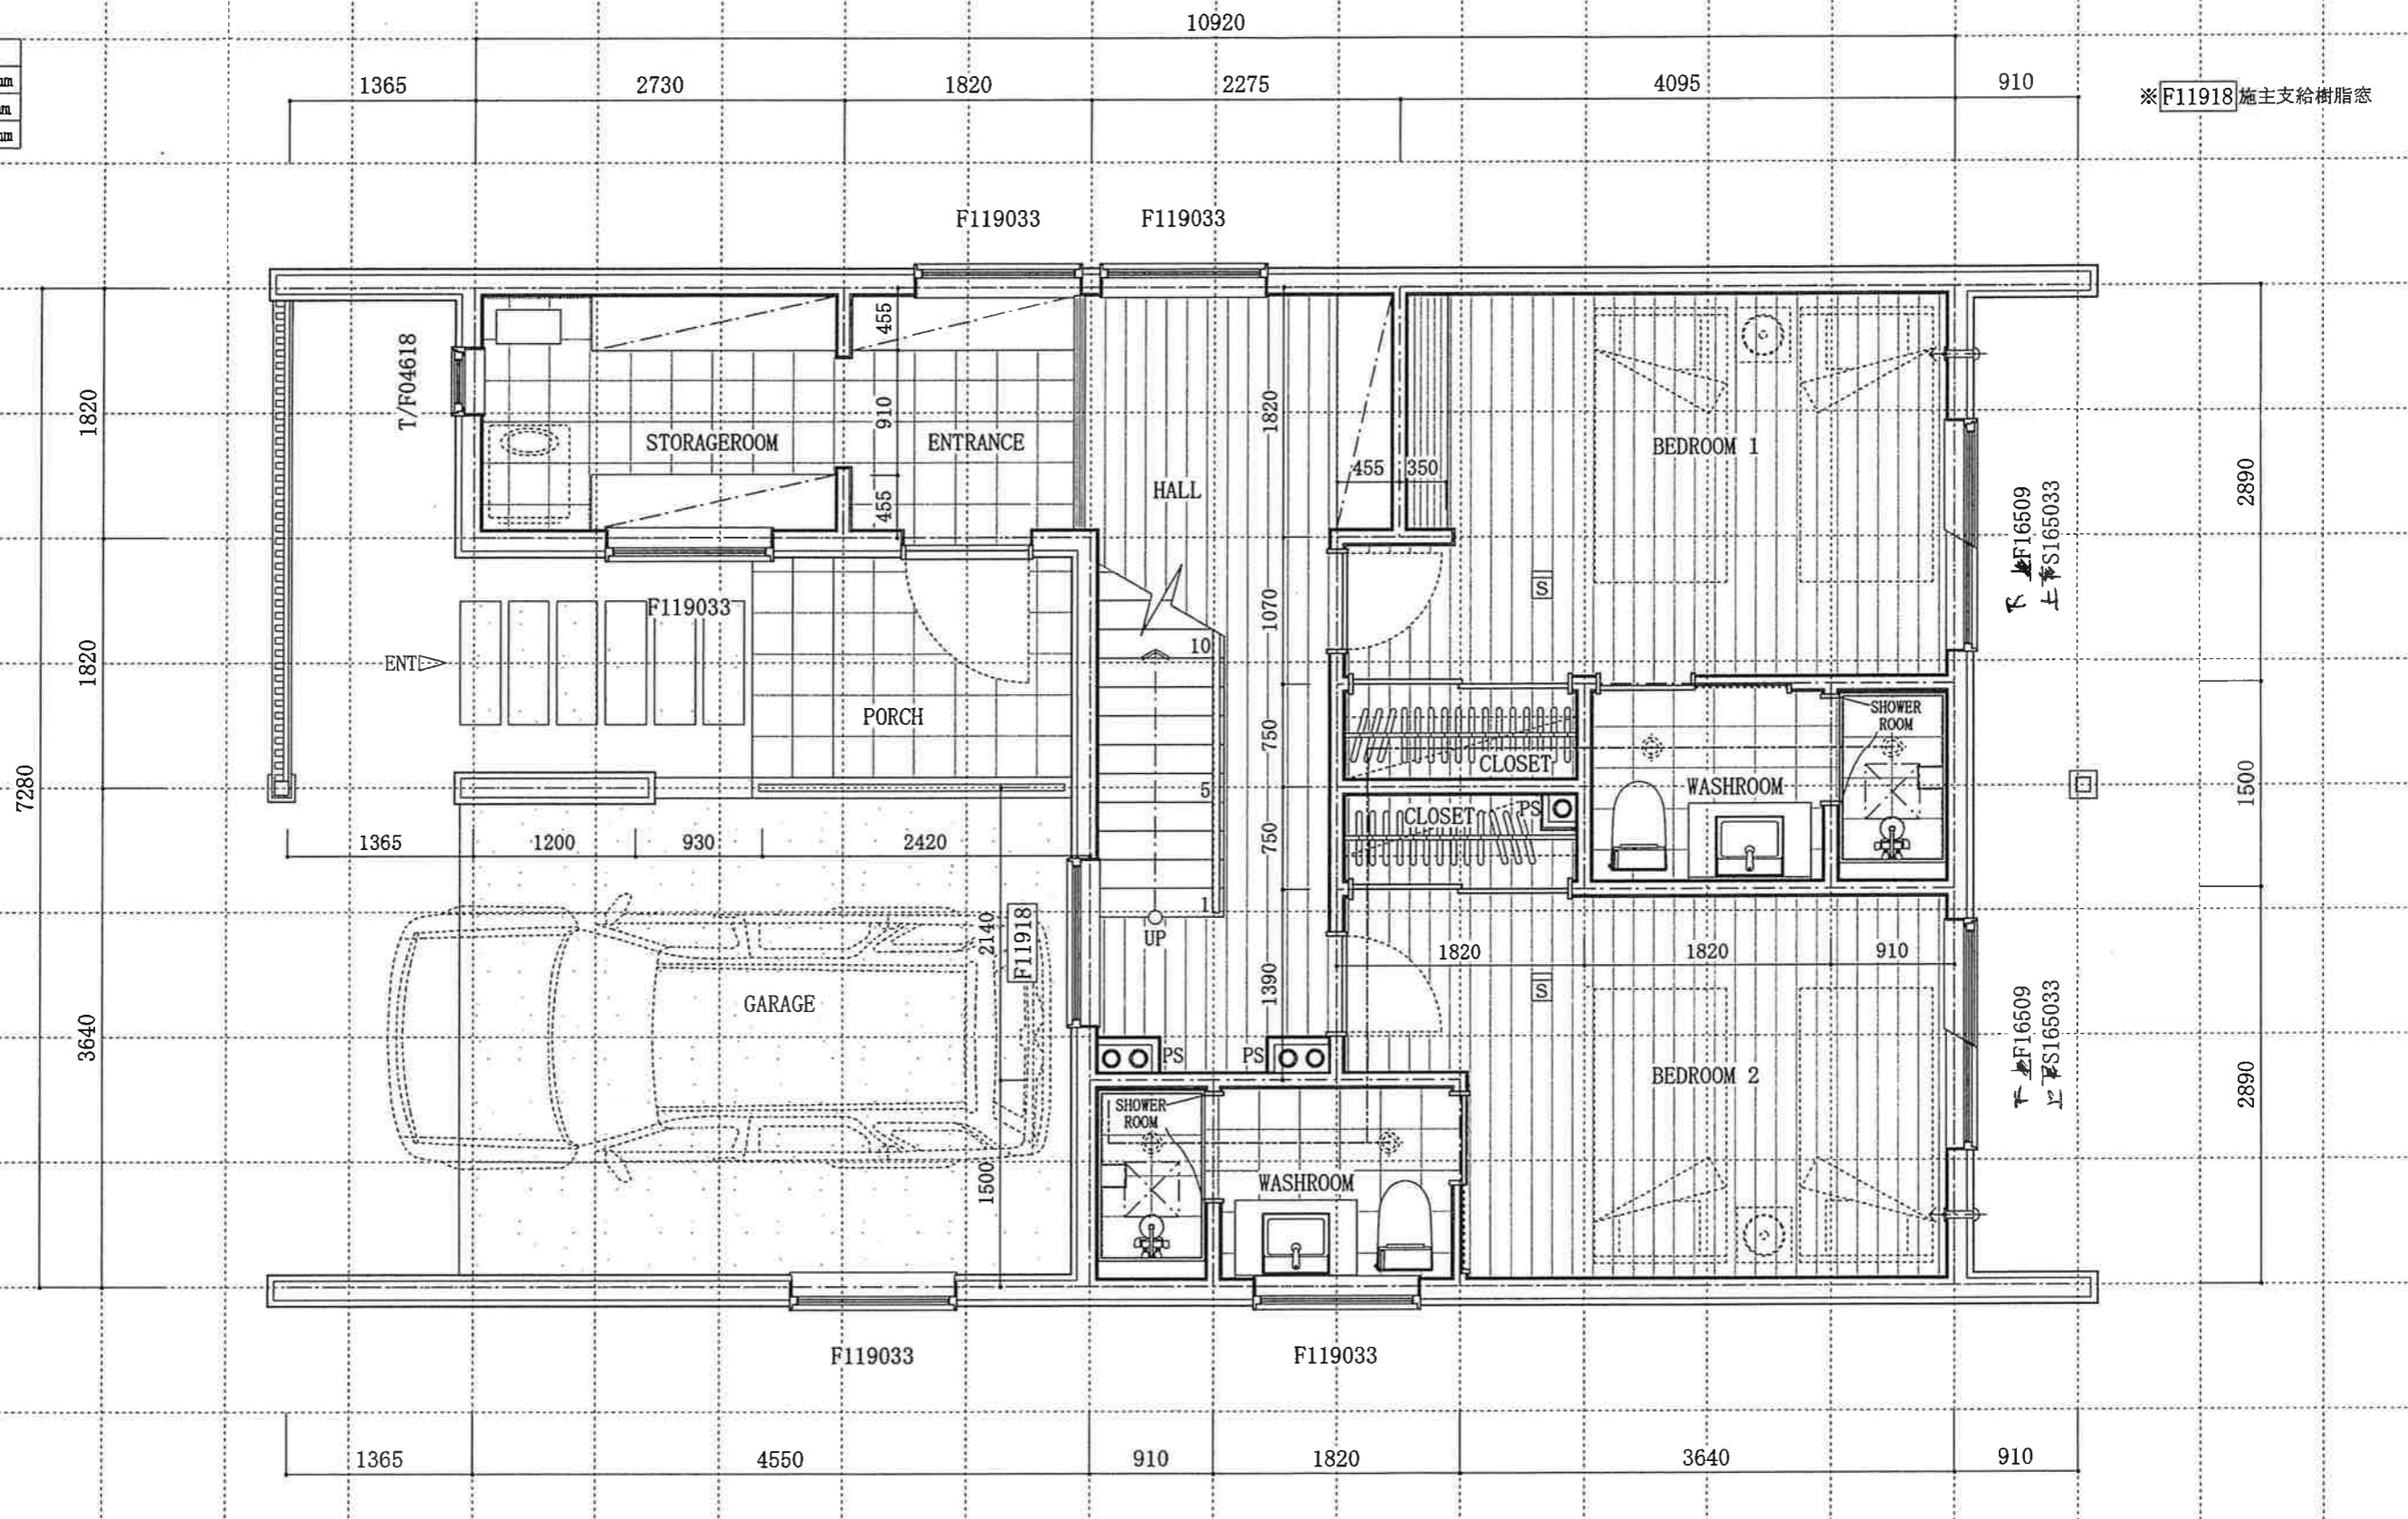 10920
1365 2730 1820 2275 4095 910
※F11918施主支給樹脂窓
mm
mm
F119033 F119033
T/F04618
1820
1820
3640
7280
455
910
455
STORAGEROOM
ENTRANCE
HALL
1820
455 350
BEDROOM 1
2890
下 F16509
上 S165033
F119033
ENT
PORCH
10
5
1
UP
1070
750
750
1390
CLOSET
CLOSET PS
WASHROOM
SHOWER
ROOM
1500
1365 1200 930 2420
2140
F11918
1500
GARAGE
S
S
1820 1820 910
PS PS
BEDROOM 2
2890
下 F16509
上 S165033
SHOWER
ROOM
WASHROOM
F119033 F119033
1365 4550 910 1820 3640 910